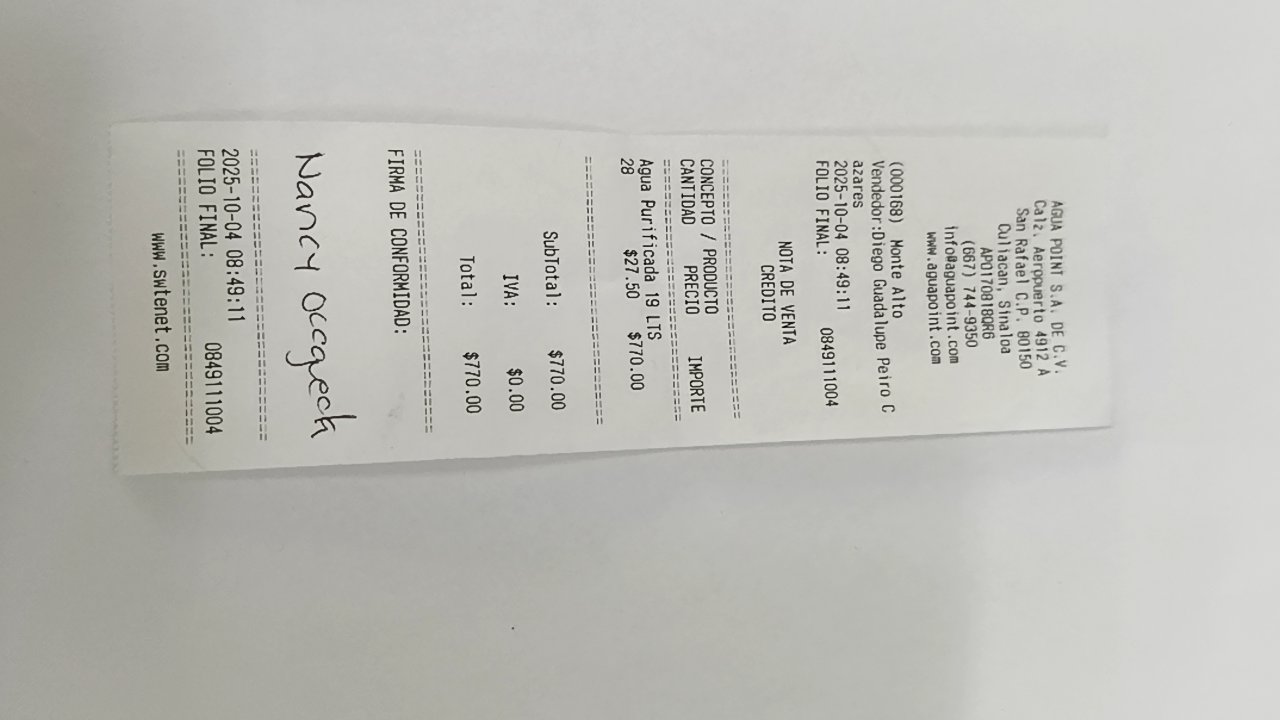 AGUA POINT S.A. DE C.V.
Calz. Aeropuerto 4912 A
San Rafael C.P. 80150
Culiacan, Sinaloa
APO170818QR6
(667) 744-9350
info@aguapoint.com
www.aguapoint.com
(000168) Monte Alto
Vendedor:Diego Guadalupe Peiro C
azares
2025-10-04 08:49:11
FOLIO FINAL: 0849111004
NOTA DE VENTA
CREDITO
CONCEPTO / PRODUCTO
CANTIDAD PRECIO IMPORTE
Agua Purificada 19 LTS
28 $27.50 $770.00
SubTotal: $770.00
IVA: $0.00
Total: $770.00
FIRMA DE CONFORMIDAD:
Nancy
2025-10-04 08:49:11
FOLIO FINAL: 0849111004
www.swtenet.com